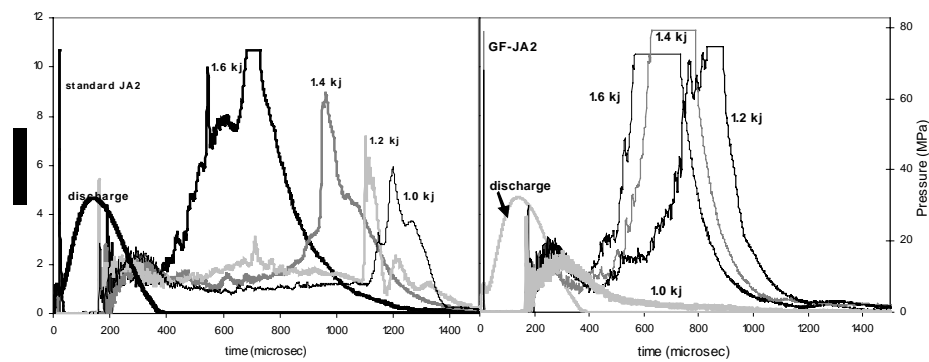 12
10
8
6
4
2
0
standard JA2
discharge
1.6 kj
1.4 kj
1.2 kj
1.0 kj
0 200 400 600 800 1000 1200 1400
time (microsec)
GF-JA2
discharge
1.6 kj
1.4 kj
1.2 kj
1.0 kj
0 200 400 600 800 1000 1200 1400
time (microsec)
80
60
40
20
0
Pressure (MPa)